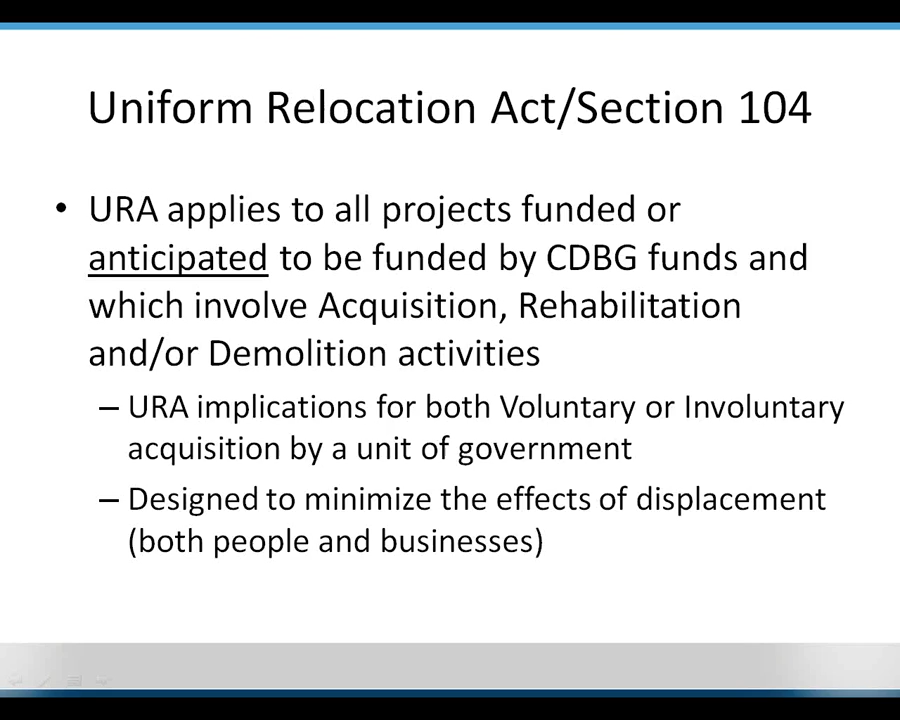 Uniform Relocation Act/Section 104
• URA applies to all projects funded or
anticipated to be funded by CDBG funds and
which involve Acquisition, Rehabilitation
and/or Demolition activities
– URA implications for both Voluntary or Involuntary
acquisition by a unit of government
– Designed to minimize the effects of displacement
(both people and businesses)